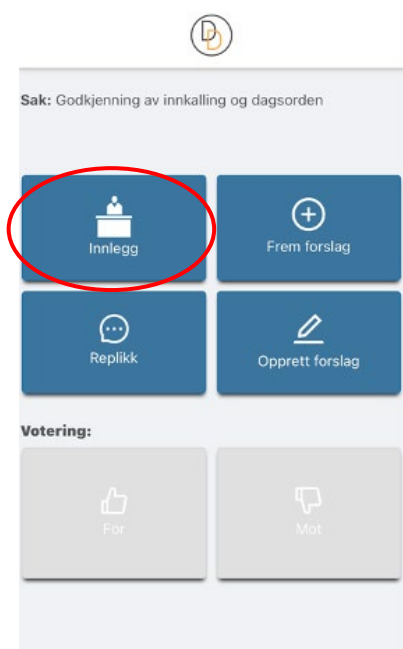 Sak: Godkjenning av innkalling og dagsorden
Innlegg
Frem forslag
Replikk
Opprett forslag
Votering:
For
Mot